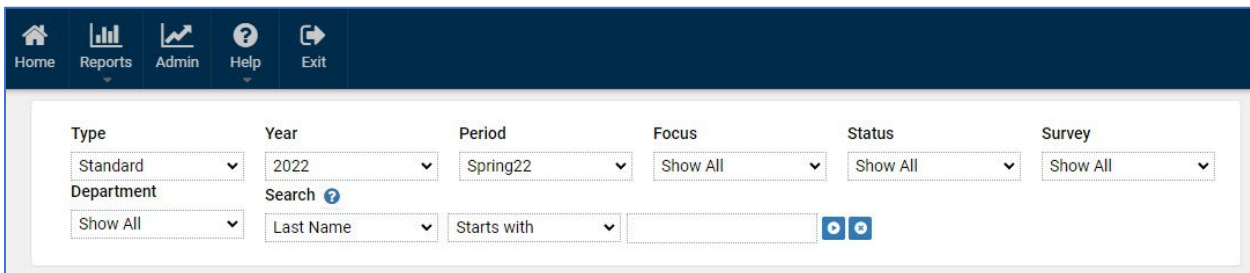 Home Reports Admin Help Exit
Type Year Period Focus Status Survey
Standard 2022 Spring22 Show All Show All Show All
Department Search
Show All Last Name Starts with